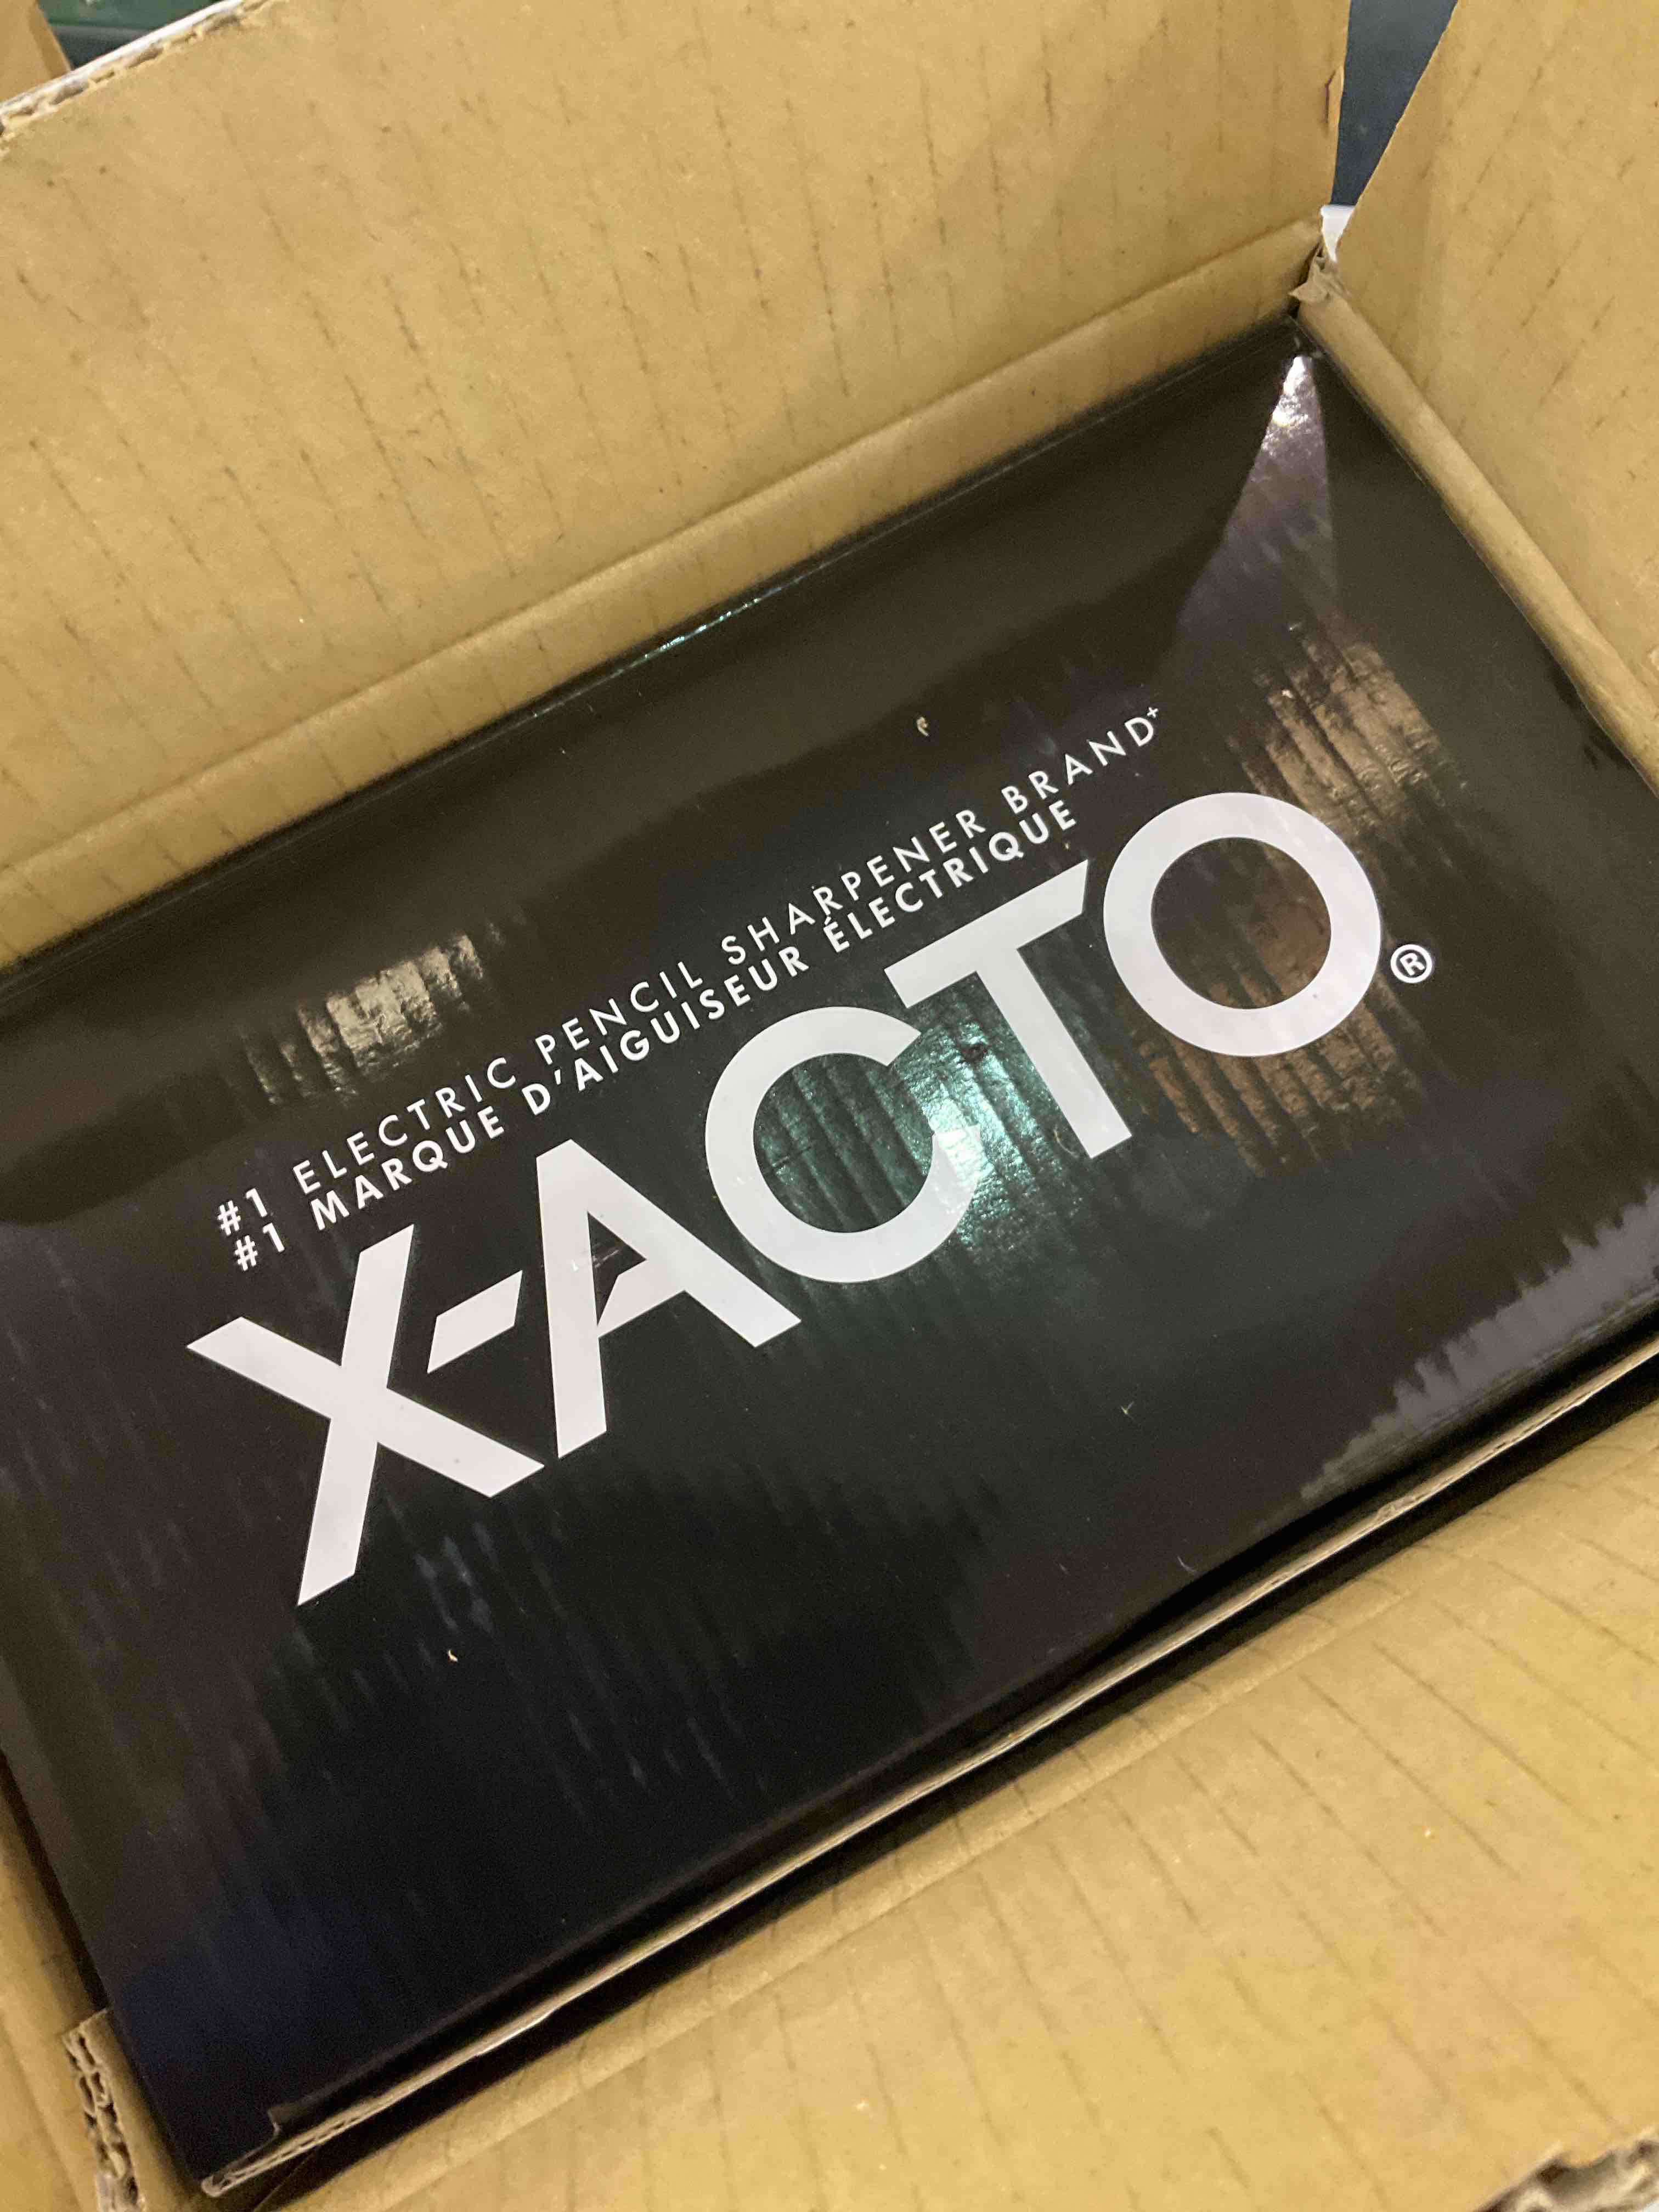 #1 ELECTRIC PENCIL SHARPENER BRAND+
#1 MARQUE D'AIGUISEUR ÉLECTRIQUE
X-ACTO®